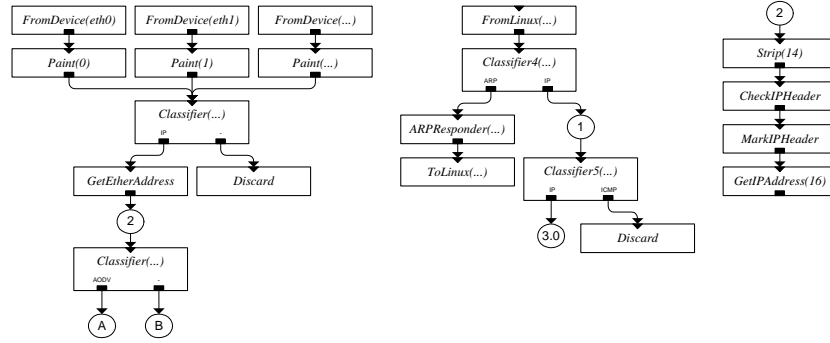 FromDevice(eth0)
FromDevice(eth1)
FromDevice(...)
Paint(0)
Paint(1)
Paint(...)
Classifier(...)
IP
-
GetEtherAddress
Discard
2
Classifier(...)
AODV
-
A
B
FromLinux(...)
Classifier4(...)
ARP
IP
ARPResponder(...)
1
ToLinux(...)
Classifier5(...)
IP
ICMP
3.0
Discard
2
Strip(14)
CheckIPHeader
MarkIPHeader
GetIPAddress(16)